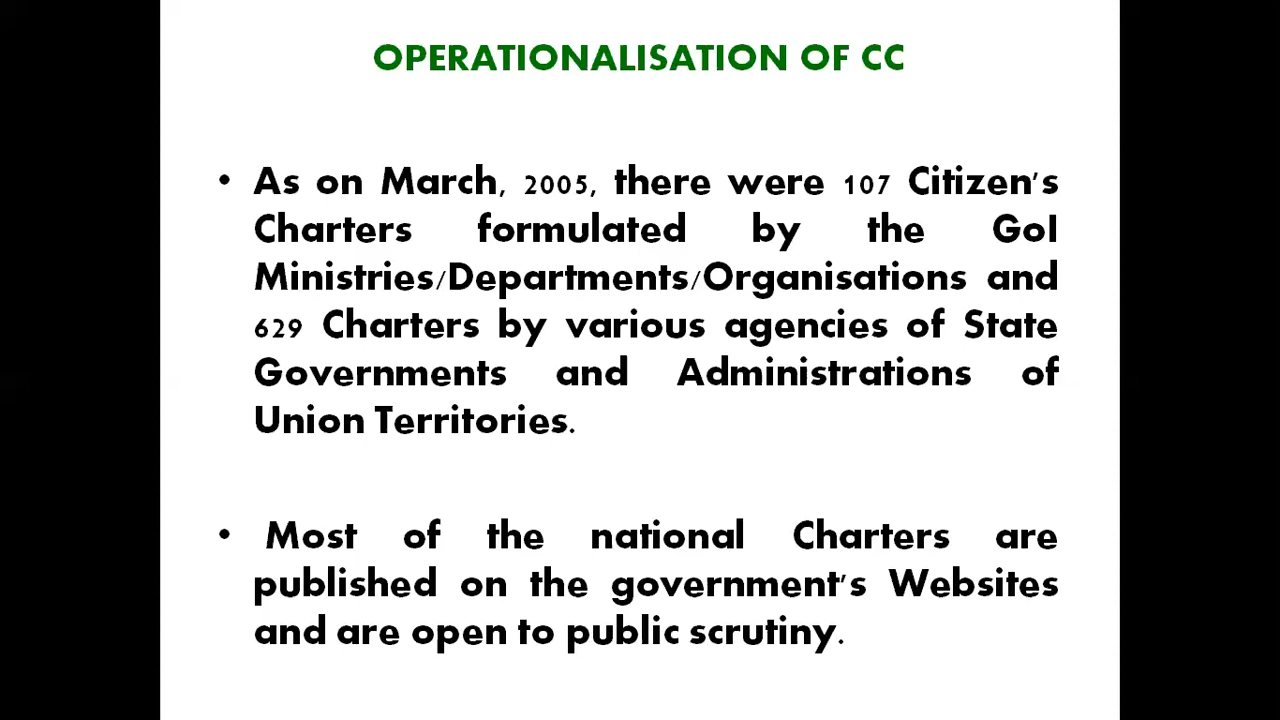 OPERATIONALISATION OF CC
• As on March, 2005, there were 107 Citizen's
Charters formulated by the GoI
Ministries/Departments/Organisations and
629 Charters by various agencies of State
Governments and Administrations of
Union Territories.
• Most of the national Charters are
published on the government's Websites
and are open to public scrutiny.